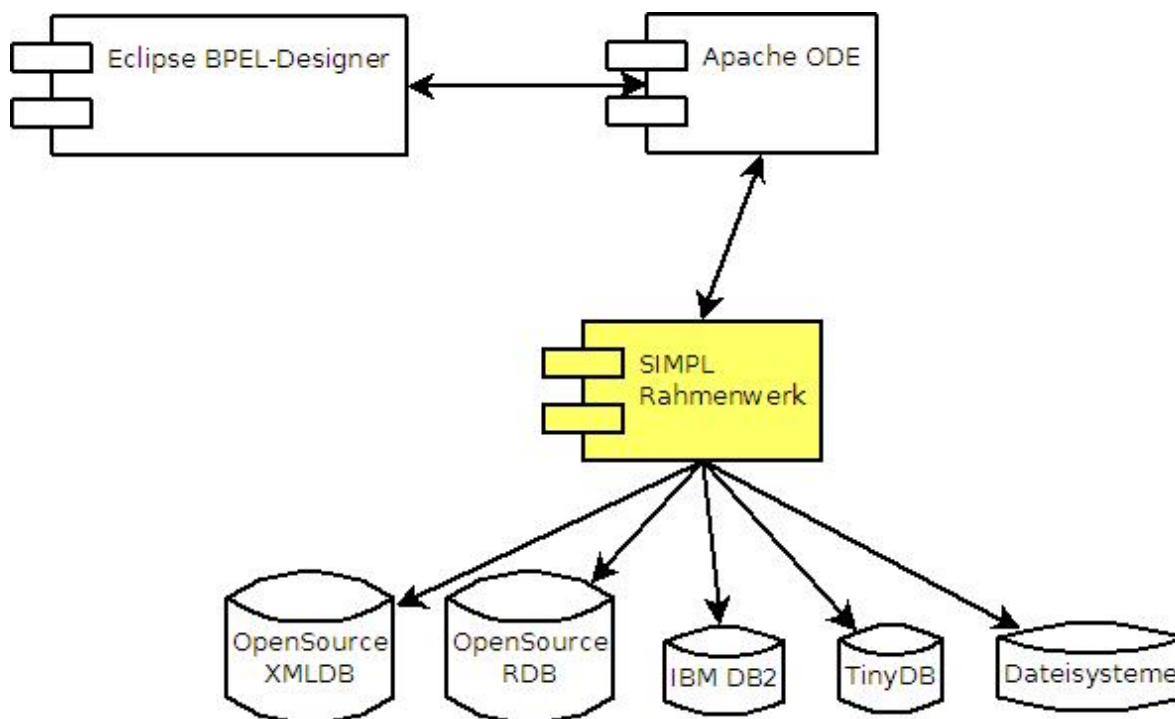 Eclipse BPEL-Designer
Apache ODE
SIMPL
Rahmenwerk
OpenSource
XMLDB
OpenSource
RDB
IBM DB2
TinyDB
Dateisysteme